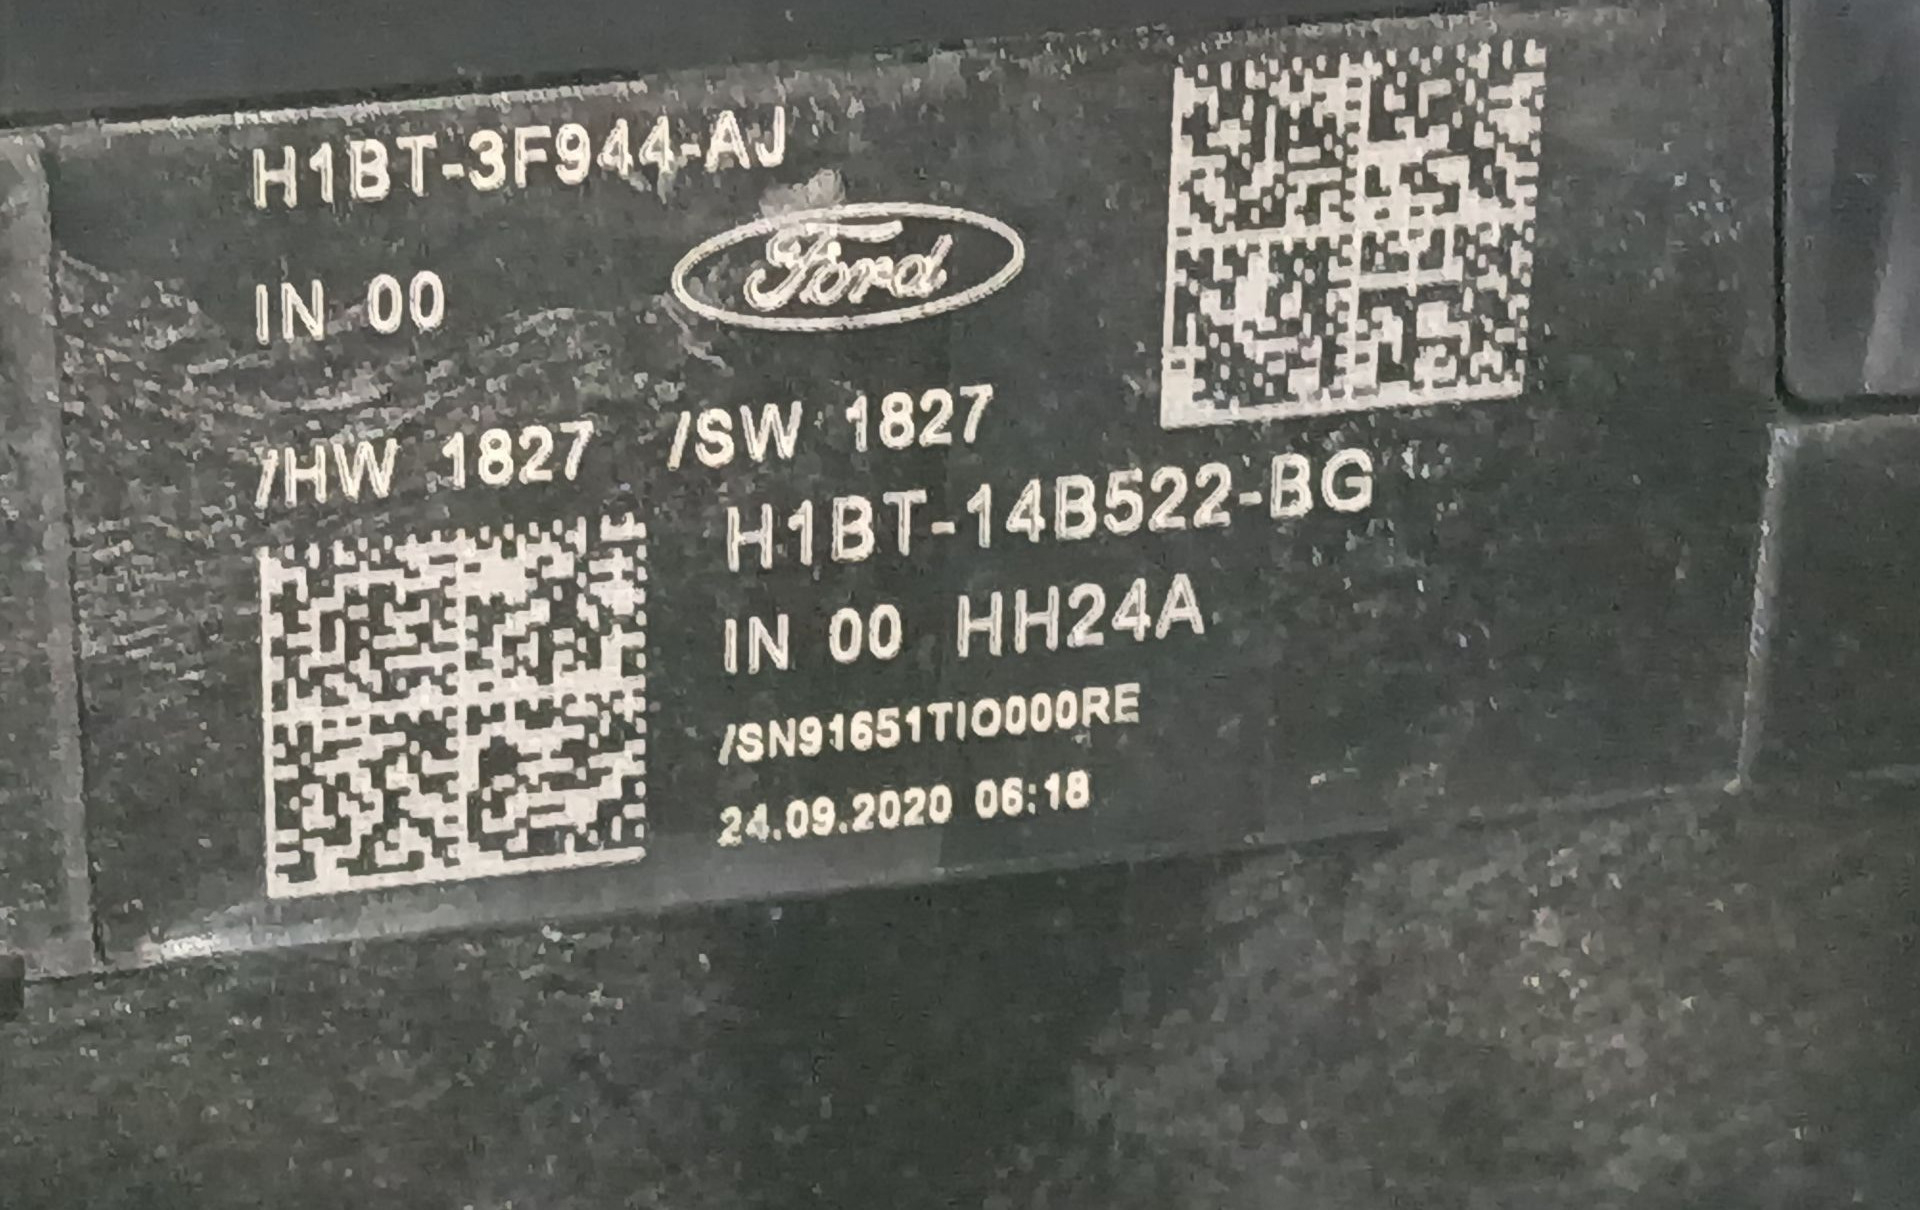 H1BT-3F944-AJ
IN 00
Ford
/HW 1827 /SW 1827
H1BT-14B522-BG
IN 00 HH24A
/SN91651TIO000RE
24.09.2020 06:18